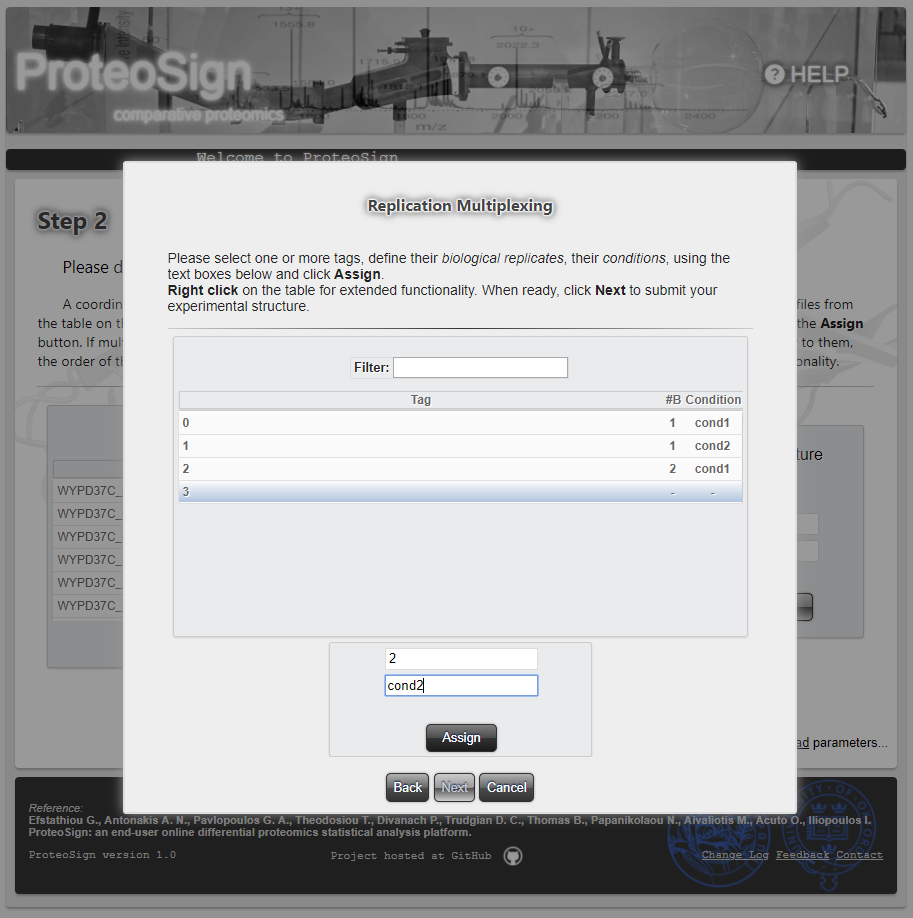 1855.8
10+
2022.3
ProteoSign
comparative proteomics
m/z
2000
2400
? HELP
Welcome to ProteoSign
Step 2
Replication Multiplexing
Please select one or more tags, define their biological replicates, their conditions, using the
text boxes below and click Assign.
Right click on the table for extended functionality. When ready, click Next to submit your
experimental structure.
Please d
A coordin
files from
the table on t
the Assign
button. If mul
to them,
the order of t
onality.
Filter:
Tag #B Condition
0 1 cond1
1 1 cond2
2 2 cond1
3 - -
ture
WYPD37C_
WYPD37C_
WYPD37C_
WYPD37C_
WYPD37C_
WYPD37C_
2
cond2
Assign
ad parameters...
Back Next Cancel
Reference:
Efstathiou G., Antonakis A. N., Pavlopoulos G. A., Theodosiou T., Divanach P., Trudgian D. C., Thomas B., Papanikolaou N., Aivaliotis M., Acuto O., Iliopoulos I.
ProteoSign: an end-user online differential proteomics statistical analysis platform.
ProteoSign version 1.0
Project hosted at GitHub
Change Log Feedback Contact